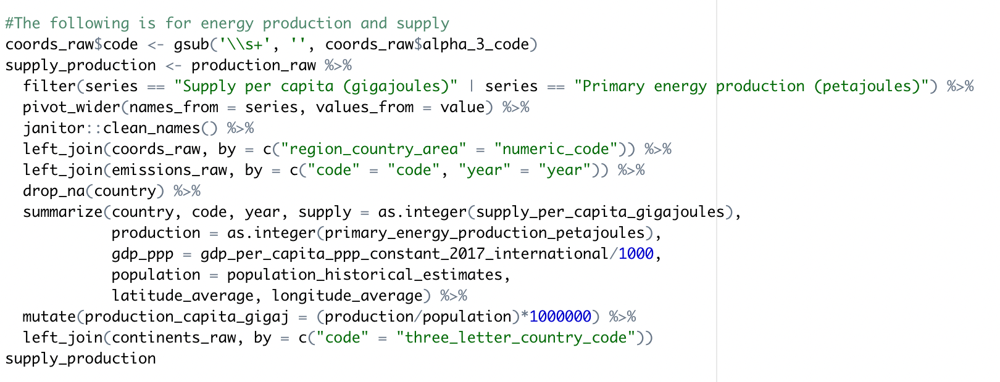 #The following is for energy production and supply
coords_raw$code <- gsub('\\s+', '', coords_raw$alpha_3_code)
supply_production <- production_raw %>%
  filter(series == "Supply per capita (gigajoules)" | series == "Primary energy production (petajoules)") %>%
  pivot_wider(names_from = series, values_from = value) %>%
  janitor::clean_names() %>%
  left_join(coords_raw, by = c("region_country_area" = "numeric_code")) %>%
  left_join(emissions_raw, by = c("code" = "code", "year" = "year")) %>%
  drop_na(country) %>%
  summarize(country, code, year, supply = as.integer(supply_per_capita_gigajoules),
            production = as.integer(primary_energy_production_petajoules),
            gdp_ppp = gdp_per_capita_ppp_constant_2017_international/1000,
            population = population_historical_estimates,
            latitude_average, longitude_average) %>%
  mutate(production_capita_gigaj = (production/population)*1000000) %>%
  left_join(continents_raw, by = c("code" = "three_letter_country_code"))
supply_production